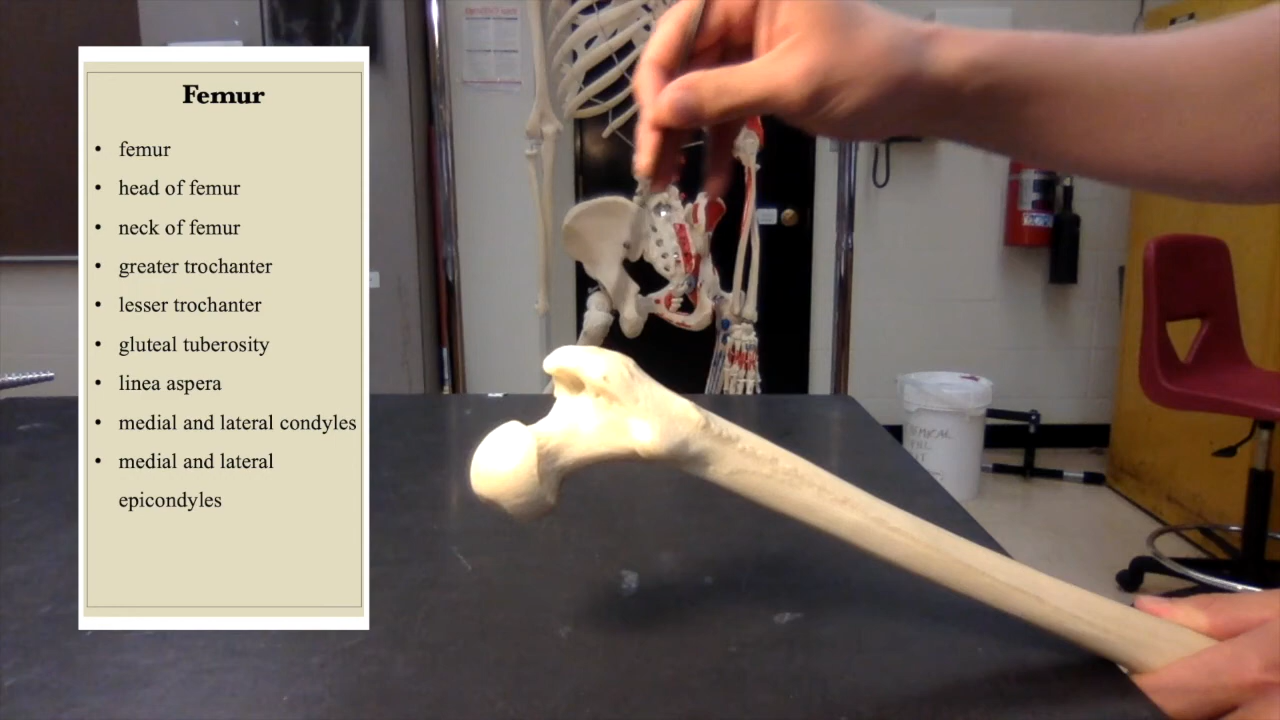 Femur
• femur
• head of femur
• neck of femur
• greater trochanter
• lesser trochanter
• gluteal tuberosity
• linea aspera
• medial and lateral condyles
• medial and lateral
epicondyles